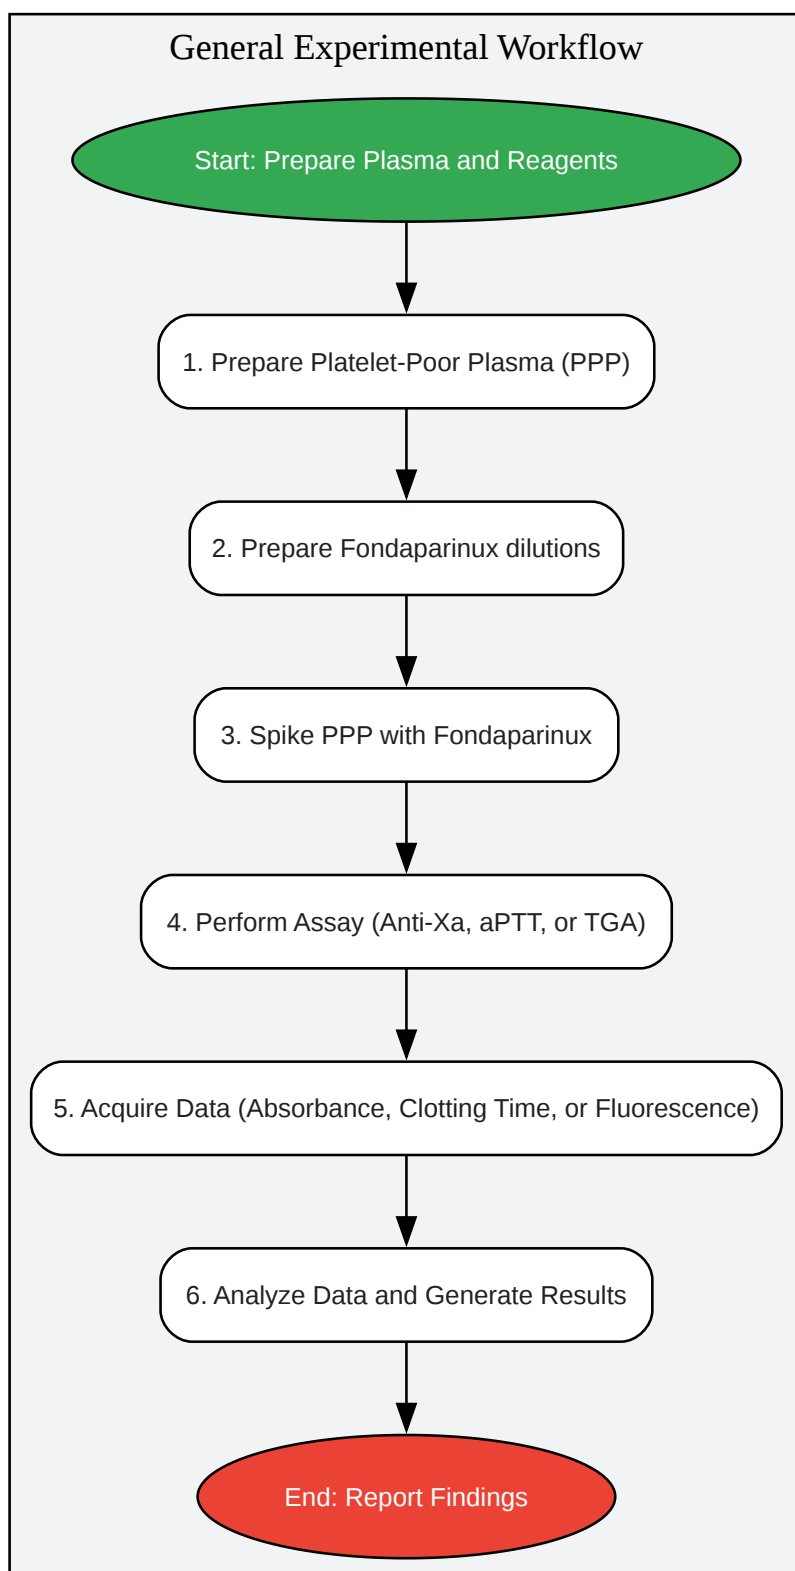 General Experimental Workflow
Start: Prepare Plasma and Reagents
1. Prepare Platelet-Poor Plasma (PPP)
2. Prepare Fondaparinux dilutions
3. Spike PPP with Fondaparinux
4. Perform Assay (Anti-Xa, aPTT, or TGA)
5. Acquire Data (Absorbance, Clotting Time, or Fluorescence)
6. Analyze Data and Generate Results
End: Report Findings